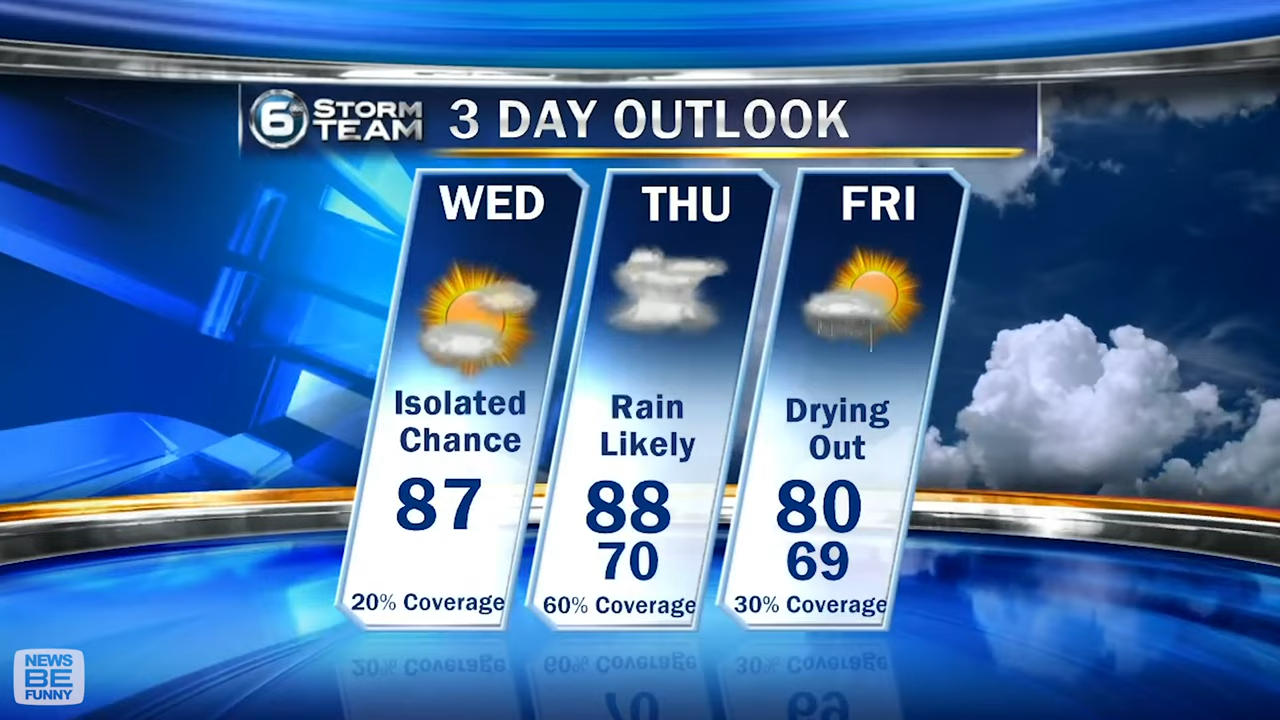 6 STORM TEAM
3 DAY OUTLOOK
WED
Isolated
Chance
87
20% Coverage
THU
Rain
Likely
88
70
60% Coverage
FRI
Drying
Out
80
69
30% Coverage
NEWS
BE
FUNNY